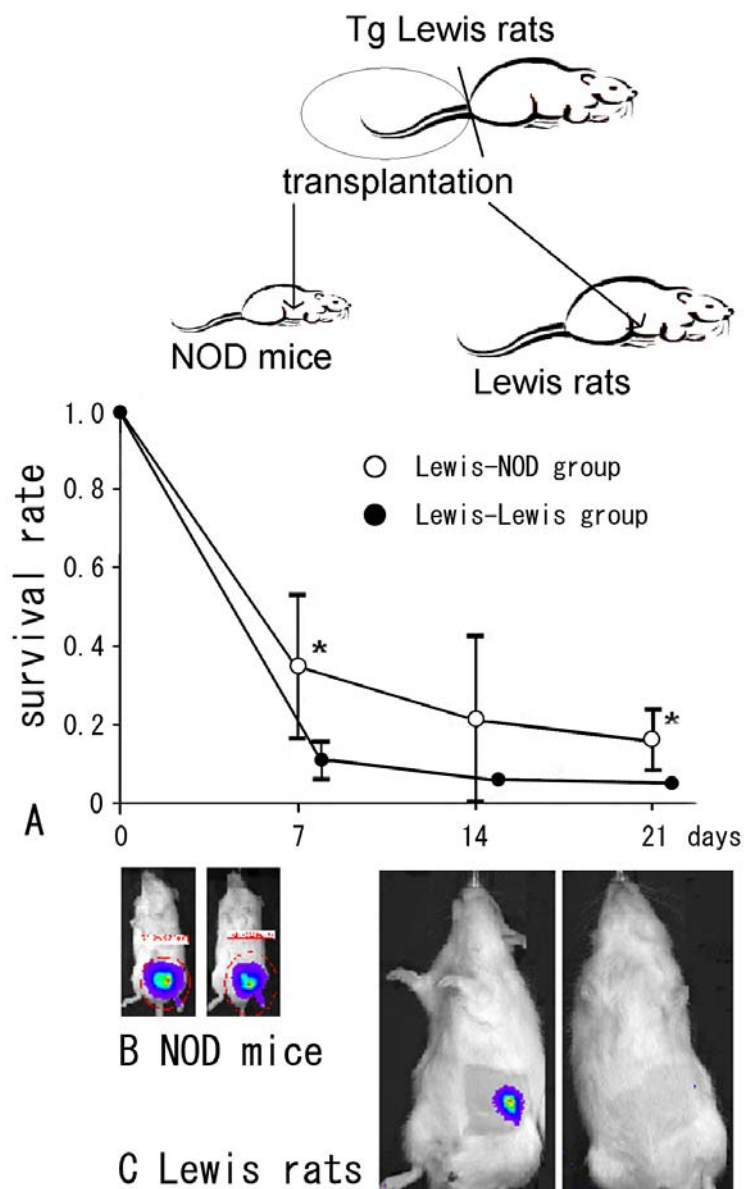 Tg Lewis rats
transplantation
NOD mice
Lewis rats
survival rate
1.0
0.8
0.6
0.4
0.2
0
Lewis-NOD group
Lewis-Lewis group
*
*
A
0 7 14 21 days
B NOD mice
C Lewis rats